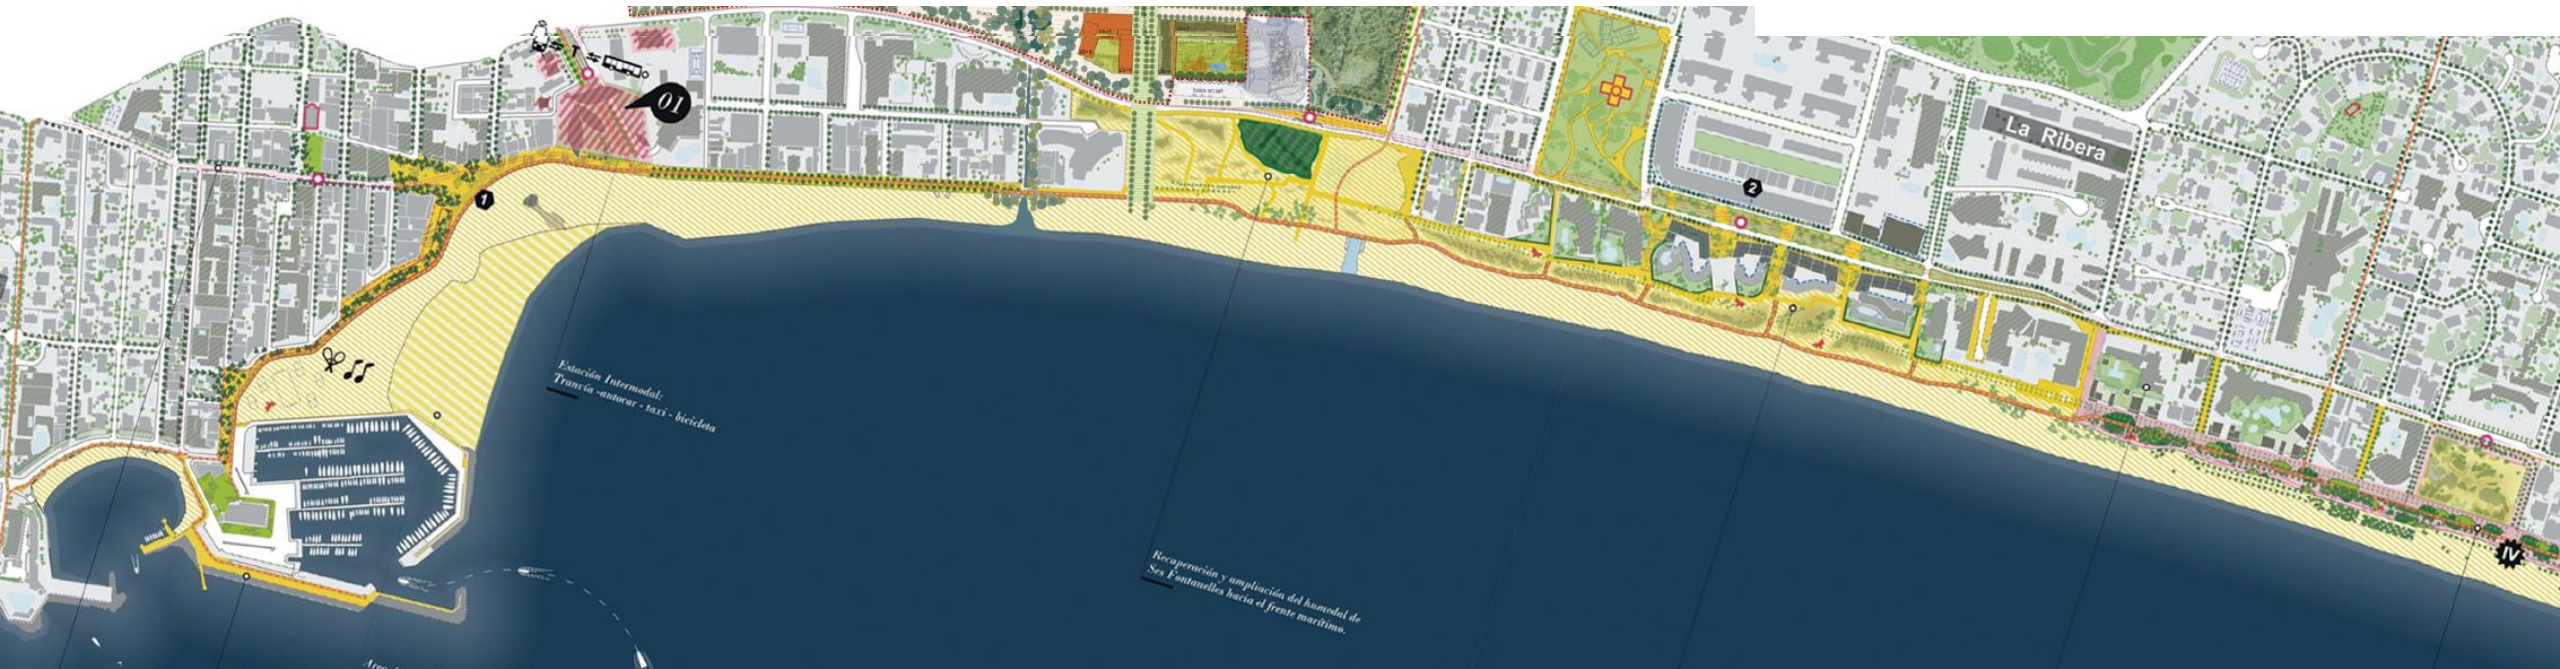 01
La Ribera
1
2
Estación Intermodal:
Tranvía -autocar - taxi - bicicleta
Recuperación y ampliación del humedal de
Ses Fontanelles hacia el frente marítimo.
IV